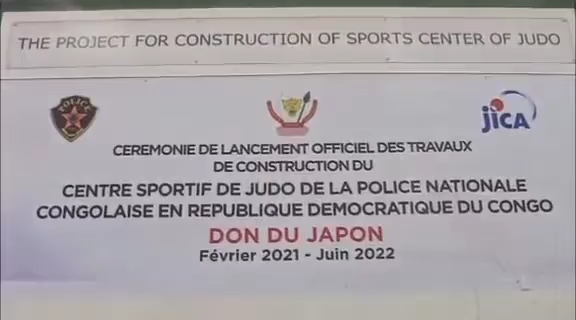 THE PROJECT FOR CONSTRUCTION OF SPORTS CENTER OF JUDO
POLICE
JICA
CEREMONIE DE LANCEMENT OFFICIEL DES TRAVAUX
DE CONSTRUCTION DU
CENTRE SPORTIF DE JUDO DE LA POLICE NATIONALE
CONGOLAISE EN REPUBLIQUE DEMOCRATIQUE DU CONGO
DON DU JAPON
Février 2021 - Juin 2022